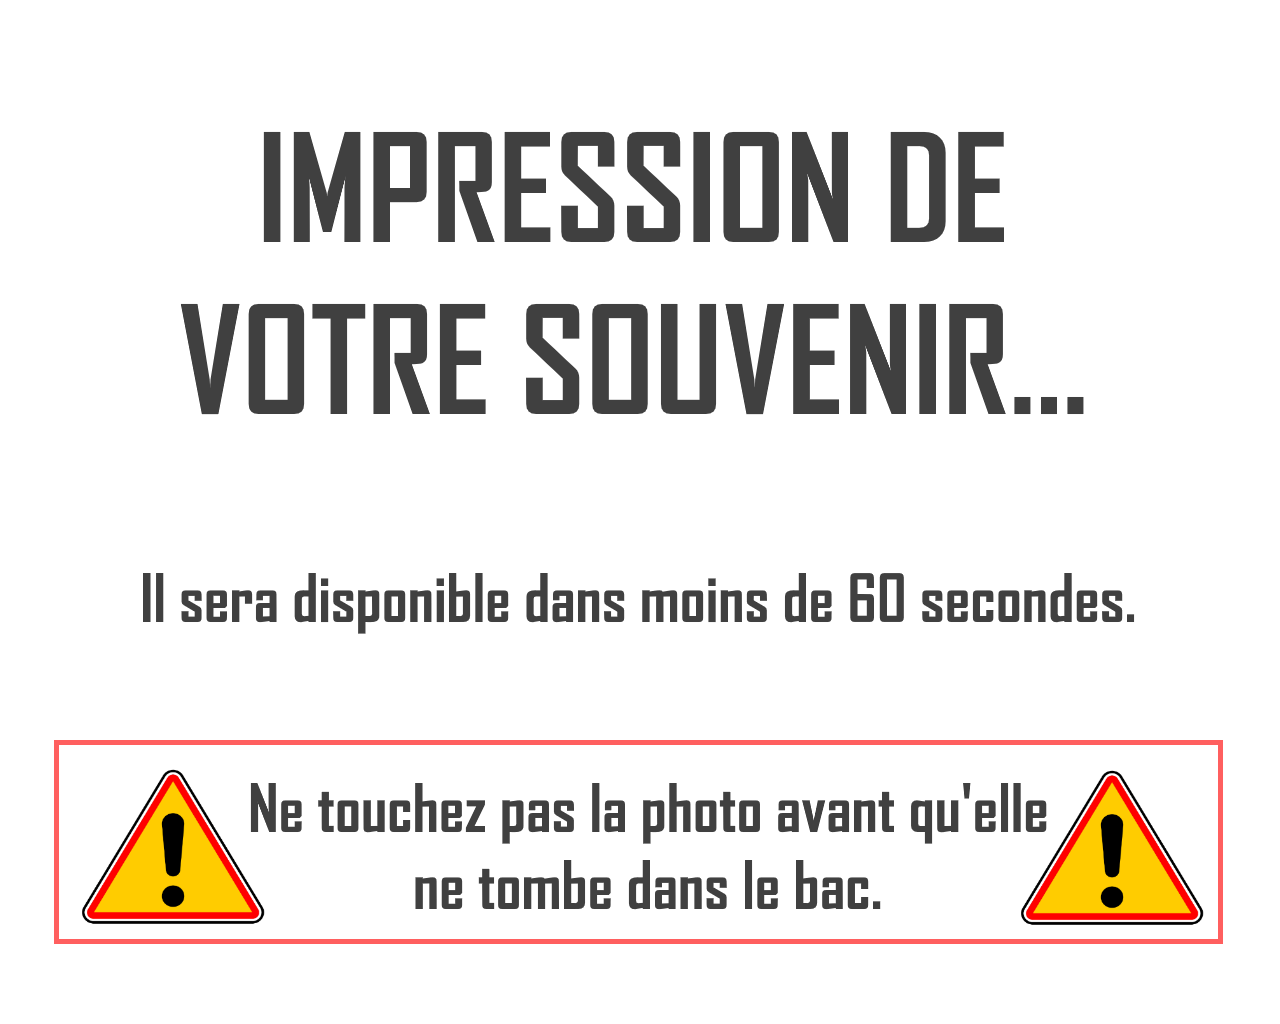 IMPRESSION DE
VOTRE SOUVENIR...
Il sera disponible dans moins de 60 secondes.
Ne touchez pas la photo avant qu'elle
ne tombe dans le bac.